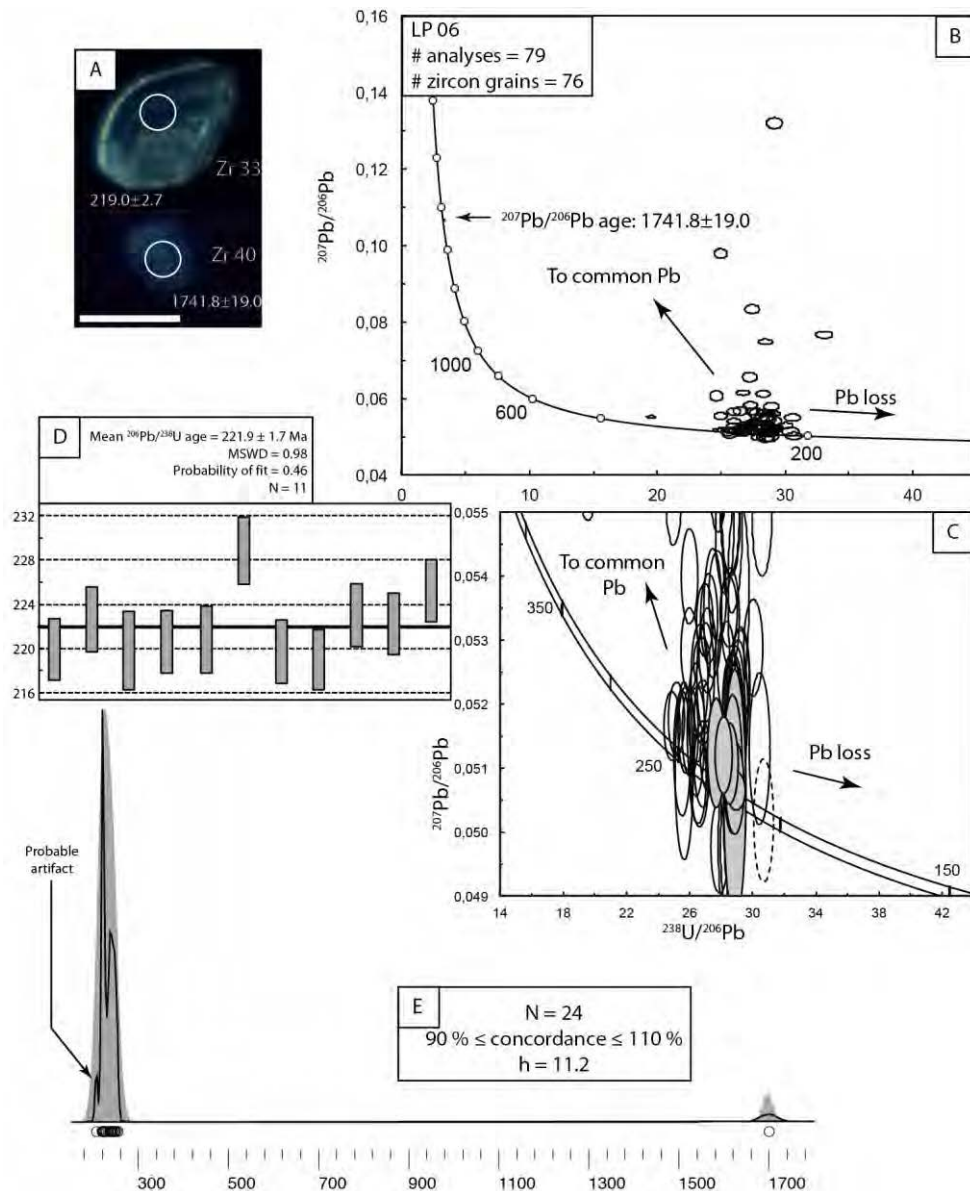 A
Zr 33
219.0±2.7
Zr 40
1741.8±19.0
B
LP 06
# analyses = 79
# zircon grains = 76
0,16
0,14
0,12
0,10
0,08
0,06
0,04
²⁰⁷Pb/²⁰⁶Pb
²⁰⁷Pb/²⁰⁶Pb age: 1741.8±19.0
To common Pb
1000
600
Pb loss
200
0
10
20
30
40
D
Mean ²⁰⁶Pb/²³⁸U age = 221.9 ± 1.7 Ma
MSWD = 0.98
Probability of fit = 0.46
N = 11
232
228
224
220
216
C
0,055
0,054
0,053
0,052
0,051
0,050
0,049
²⁰⁷Pb/²⁰⁶Pb
To common
Pb
350
250
Pb loss
150
14
18
22
26
30
34
38
42
²³⁸U/²⁰⁶Pb
Probable
artifact
E
N = 24
90 % ≤ concordance ≤ 110 %
h = 11.2
300
500
700
900
1100
1300
1500
1700